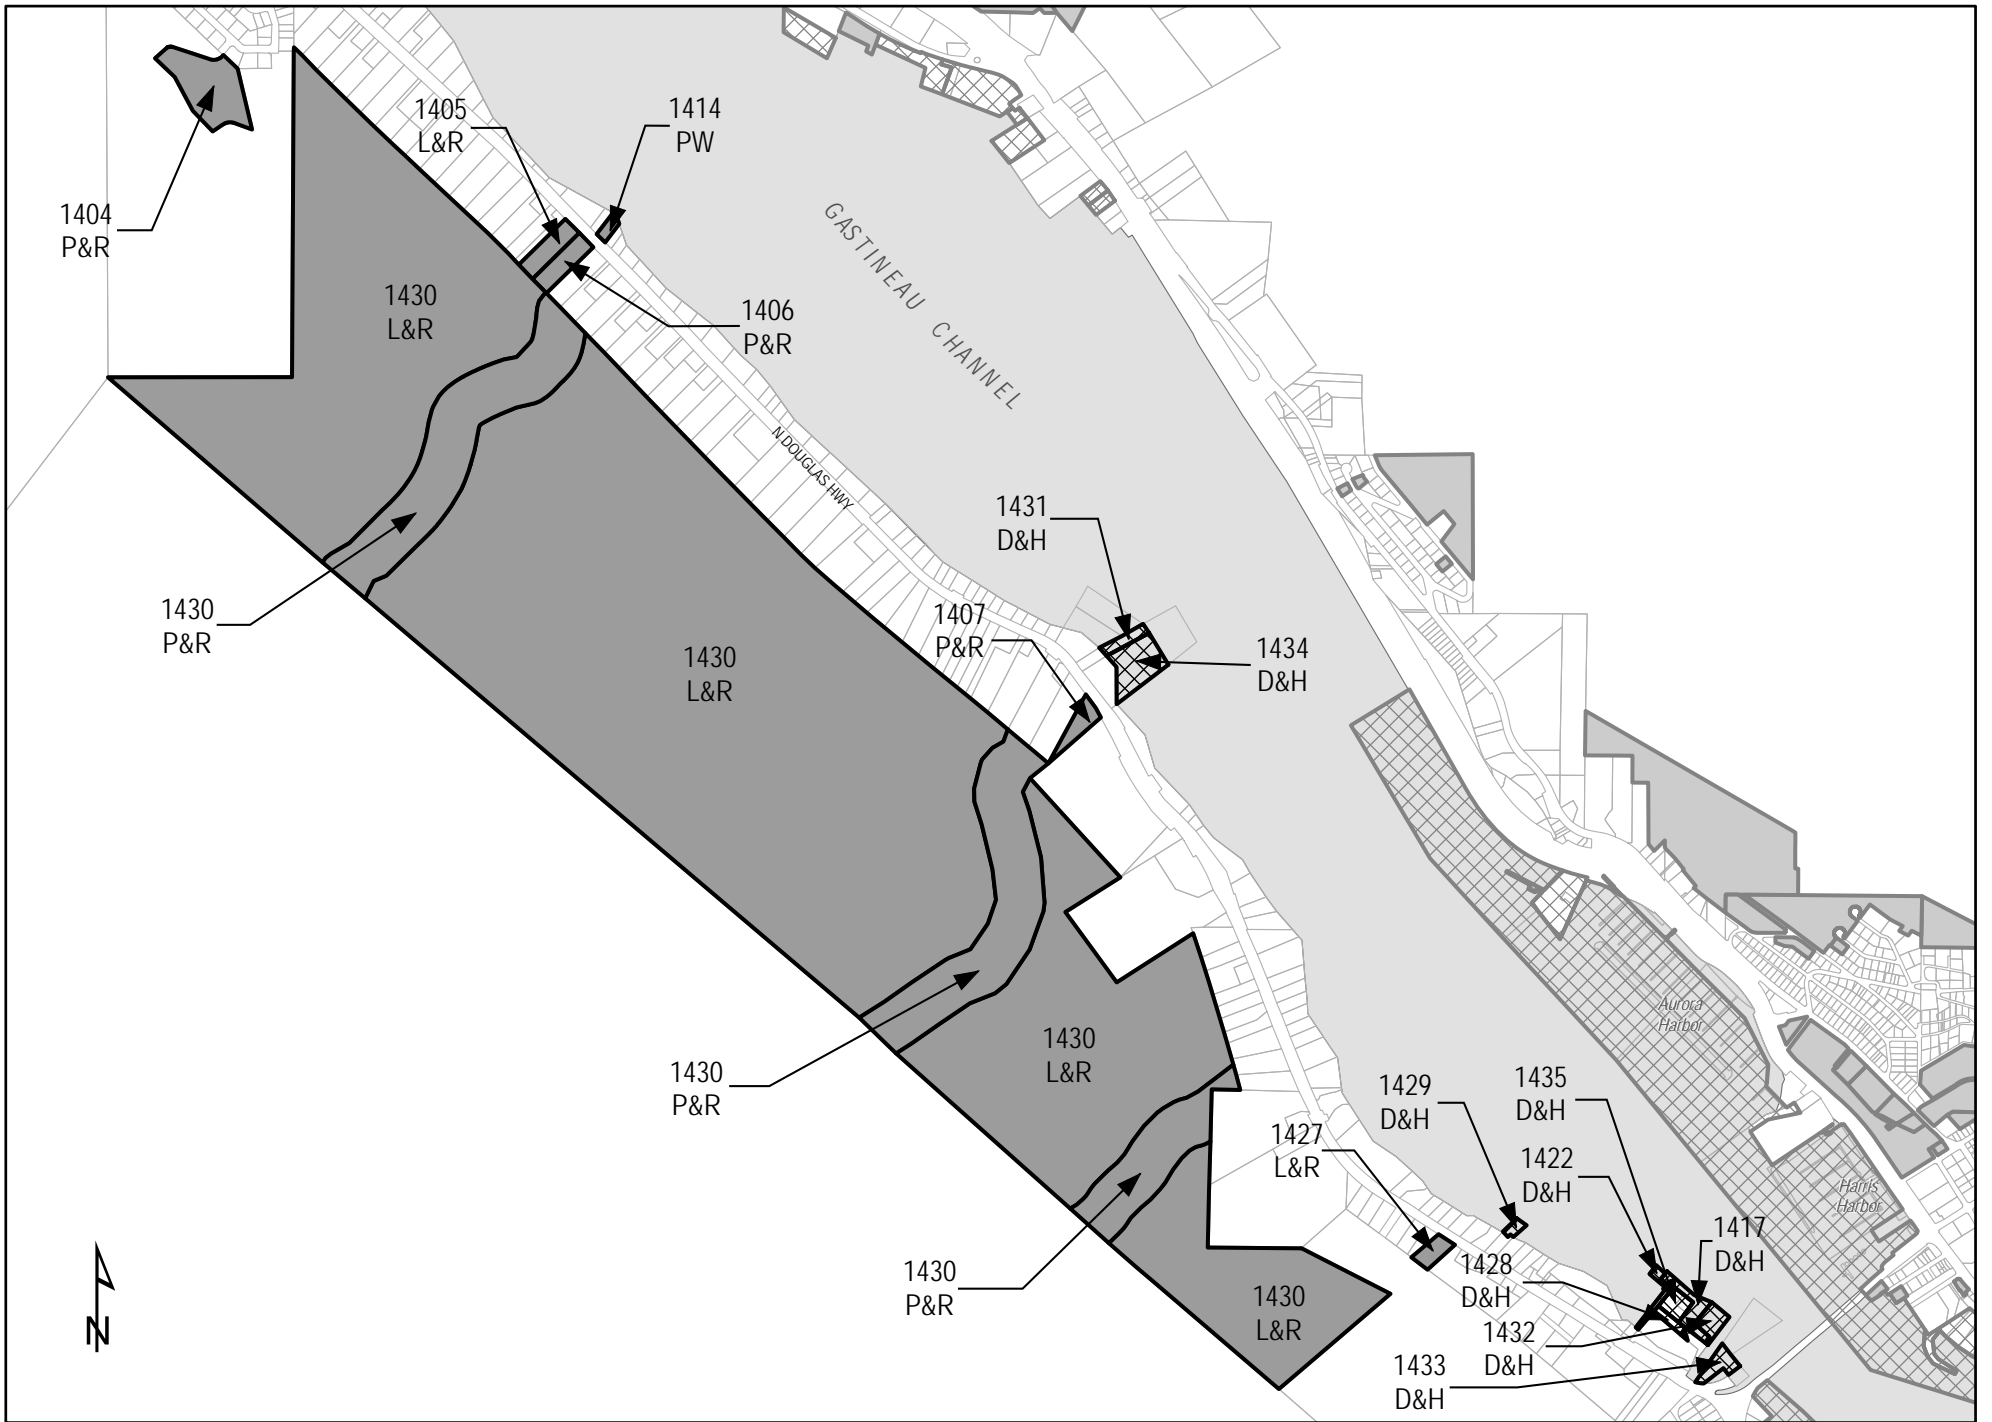 1405
L&R
1414
PW
1404
P&R
GASTINEAU CHANNEL
1430
L&R
1406
P&R
N DOUGLAS HWY
1431
D&H
1430
P&R
1407
P&R
1434
D&H
1430
L&R
Aurora
Harbor
1430
L&R
1430
P&R
1429
D&H
1435
D&H
1427
L&R
1422
D&H
Harris
Harbor
1417
D&H
1428
D&H
1430
P&R
1430
L&R
1432
D&H
1433
D&H
N